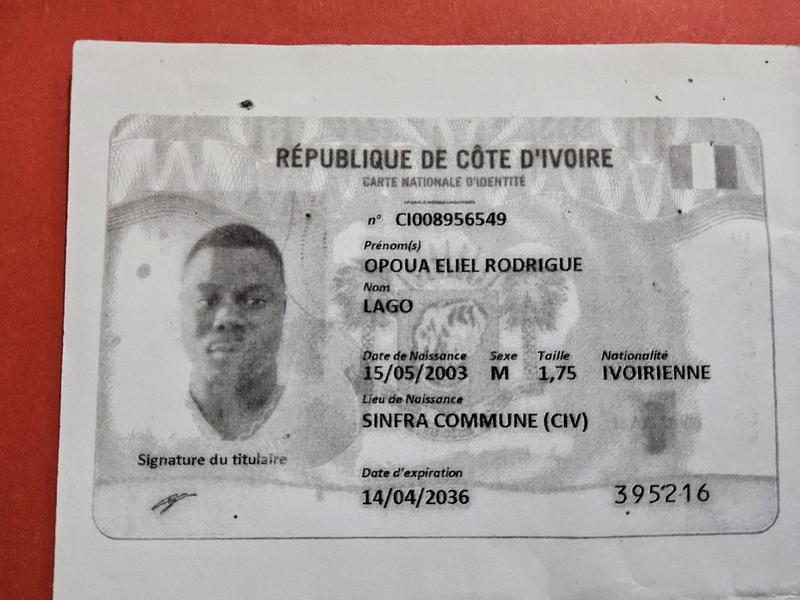 RÉPUBLIQUE DE CÔTE D'IVOIRE
CARTE NATIONALE D'IDENTITÉ
n° CI008956549
Prénom(s)
OPOUA ELIEL RODRIGUE
Nom
LAGO
Date de Naissance Sexe Taille Nationalité
15/05/2003 M 1,75 IVOIRIENNE
Lieu de Naissance
SINFRA COMMUNE (CIV)
Signature du titulaire
Date d'expiration
14/04/2036
395216